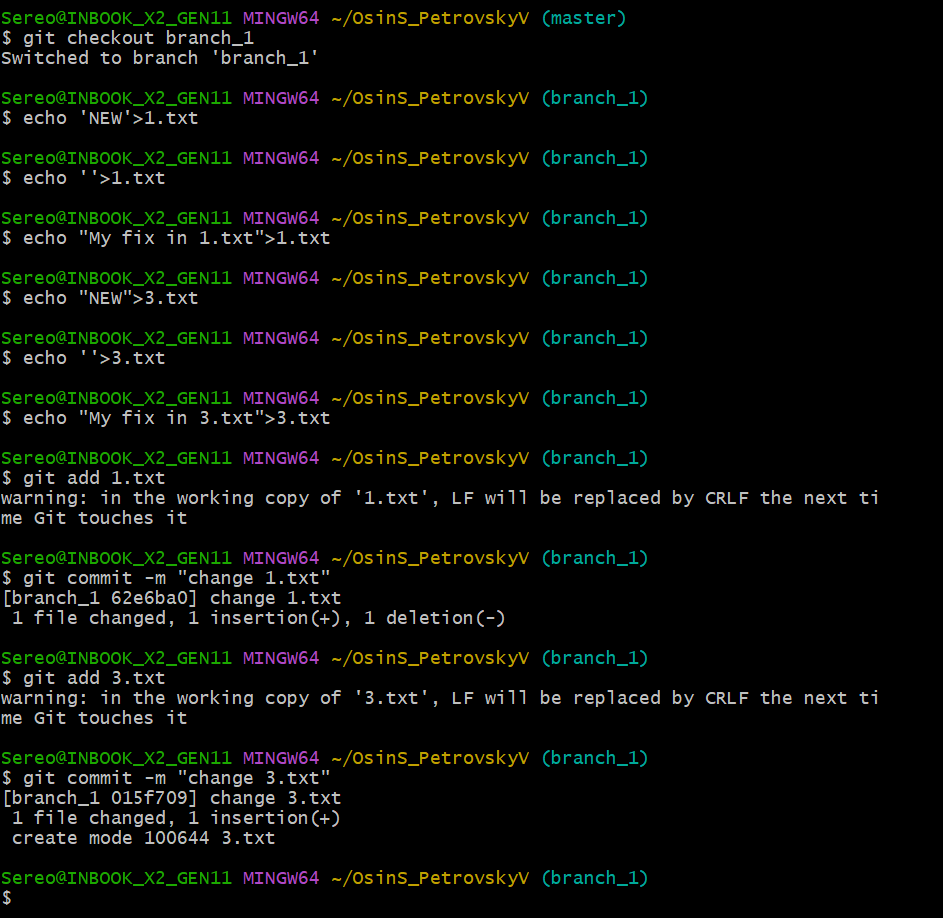 Sereo@INBOOK_X2_GEN11 MINGW64 ~/OsinS_PetrovskyV (master)
$ git checkout branch_1
Switched to branch 'branch_1'
Sereo@INBOOK_X2_GEN11 MINGW64 ~/OsinS_PetrovskyV (branch_1)
$ echo 'NEW'>1.txt
Sereo@INBOOK_X2_GEN11 MINGW64 ~/OsinS_PetrovskyV (branch_1)
$ echo ''>1.txt
Sereo@INBOOK_X2_GEN11 MINGW64 ~/OsinS_PetrovskyV (branch_1)
$ echo "My fix in 1.txt">1.txt
Sereo@INBOOK_X2_GEN11 MINGW64 ~/OsinS_PetrovskyV (branch_1)
$ echo "NEW">3.txt
Sereo@INBOOK_X2_GEN11 MINGW64 ~/OsinS_PetrovskyV (branch_1)
$ echo ''>3.txt
Sereo@INBOOK_X2_GEN11 MINGW64 ~/OsinS_PetrovskyV (branch_1)
$ echo "My fix in 3.txt">3.txt
Sereo@INBOOK_X2_GEN11 MINGW64 ~/OsinS_PetrovskyV (branch_1)
$ git add 1.txt
warning: in the working copy of '1.txt', LF will be replaced by CRLF the next ti
me Git touches it
Sereo@INBOOK_X2_GEN11 MINGW64 ~/OsinS_PetrovskyV (branch_1)
$ git commit -m "change 1.txt"
[branch_1 62e6ba0] change 1.txt
 1 file changed, 1 insertion(+), 1 deletion(-)
Sereo@INBOOK_X2_GEN11 MINGW64 ~/OsinS_PetrovskyV (branch_1)
$ git add 3.txt
warning: in the working copy of '3.txt', LF will be replaced by CRLF the next ti
me Git touches it
Sereo@INBOOK_X2_GEN11 MINGW64 ~/OsinS_PetrovskyV (branch_1)
$ git commit -m "change 3.txt"
[branch_1 015f709] change 3.txt
 1 file changed, 1 insertion(+)
 create mode 100644 3.txt
Sereo@INBOOK_X2_GEN11 MINGW64 ~/OsinS_PetrovskyV (branch_1)
$